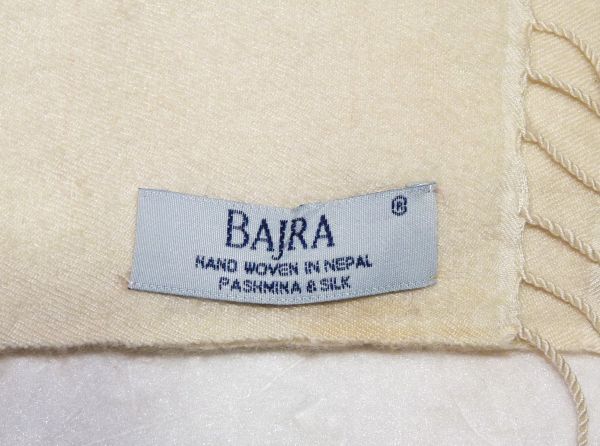 BAJRA ®
HAND WOVEN IN NEPAL
PASHMINA & SILK